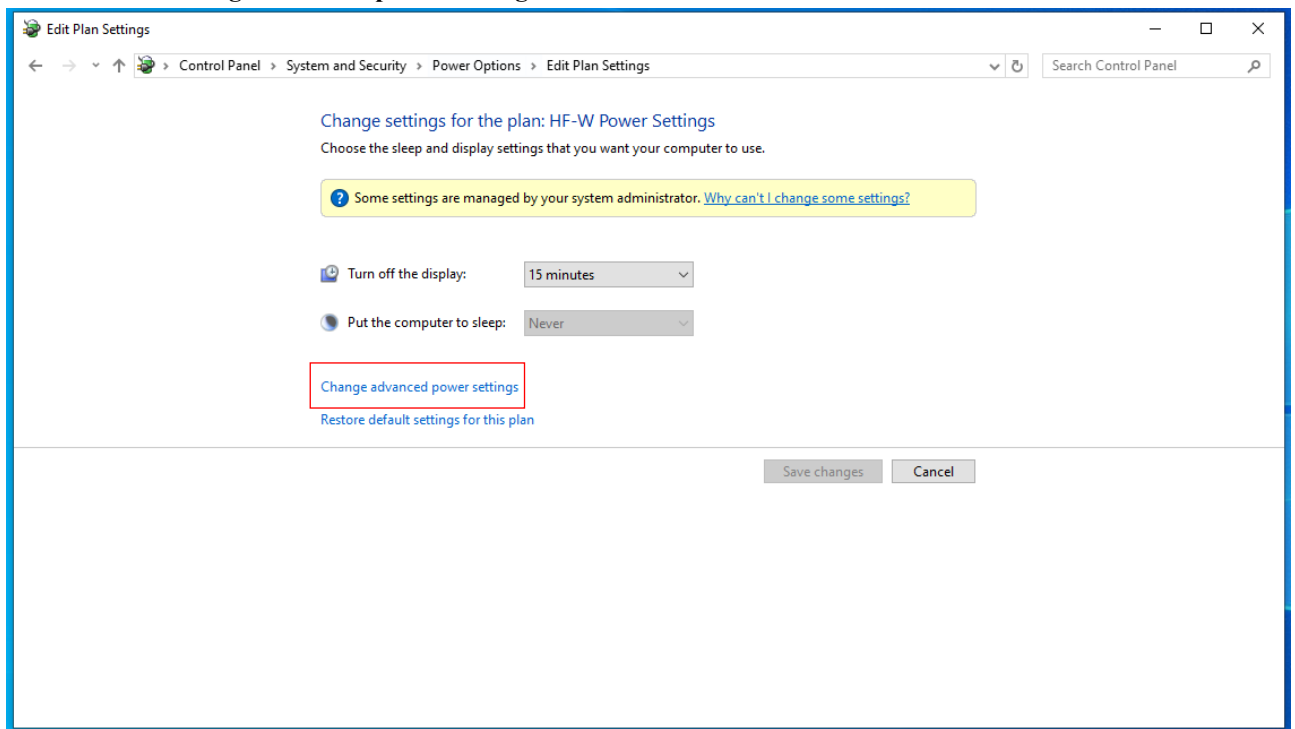 Edit Plan Settings
Control Panel > System and Security > Power Options > Edit Plan Settings
Search Control Panel
Change settings for the plan: HF-W Power Settings
Choose the sleep and display settings that you want your computer to use.
Some settings are managed by your system administrator. Why can't I change some settings?
Turn off the display: 15 minutes
Put the computer to sleep: Never
Change advanced power settings
Restore default settings for this plan
Save changes Cancel